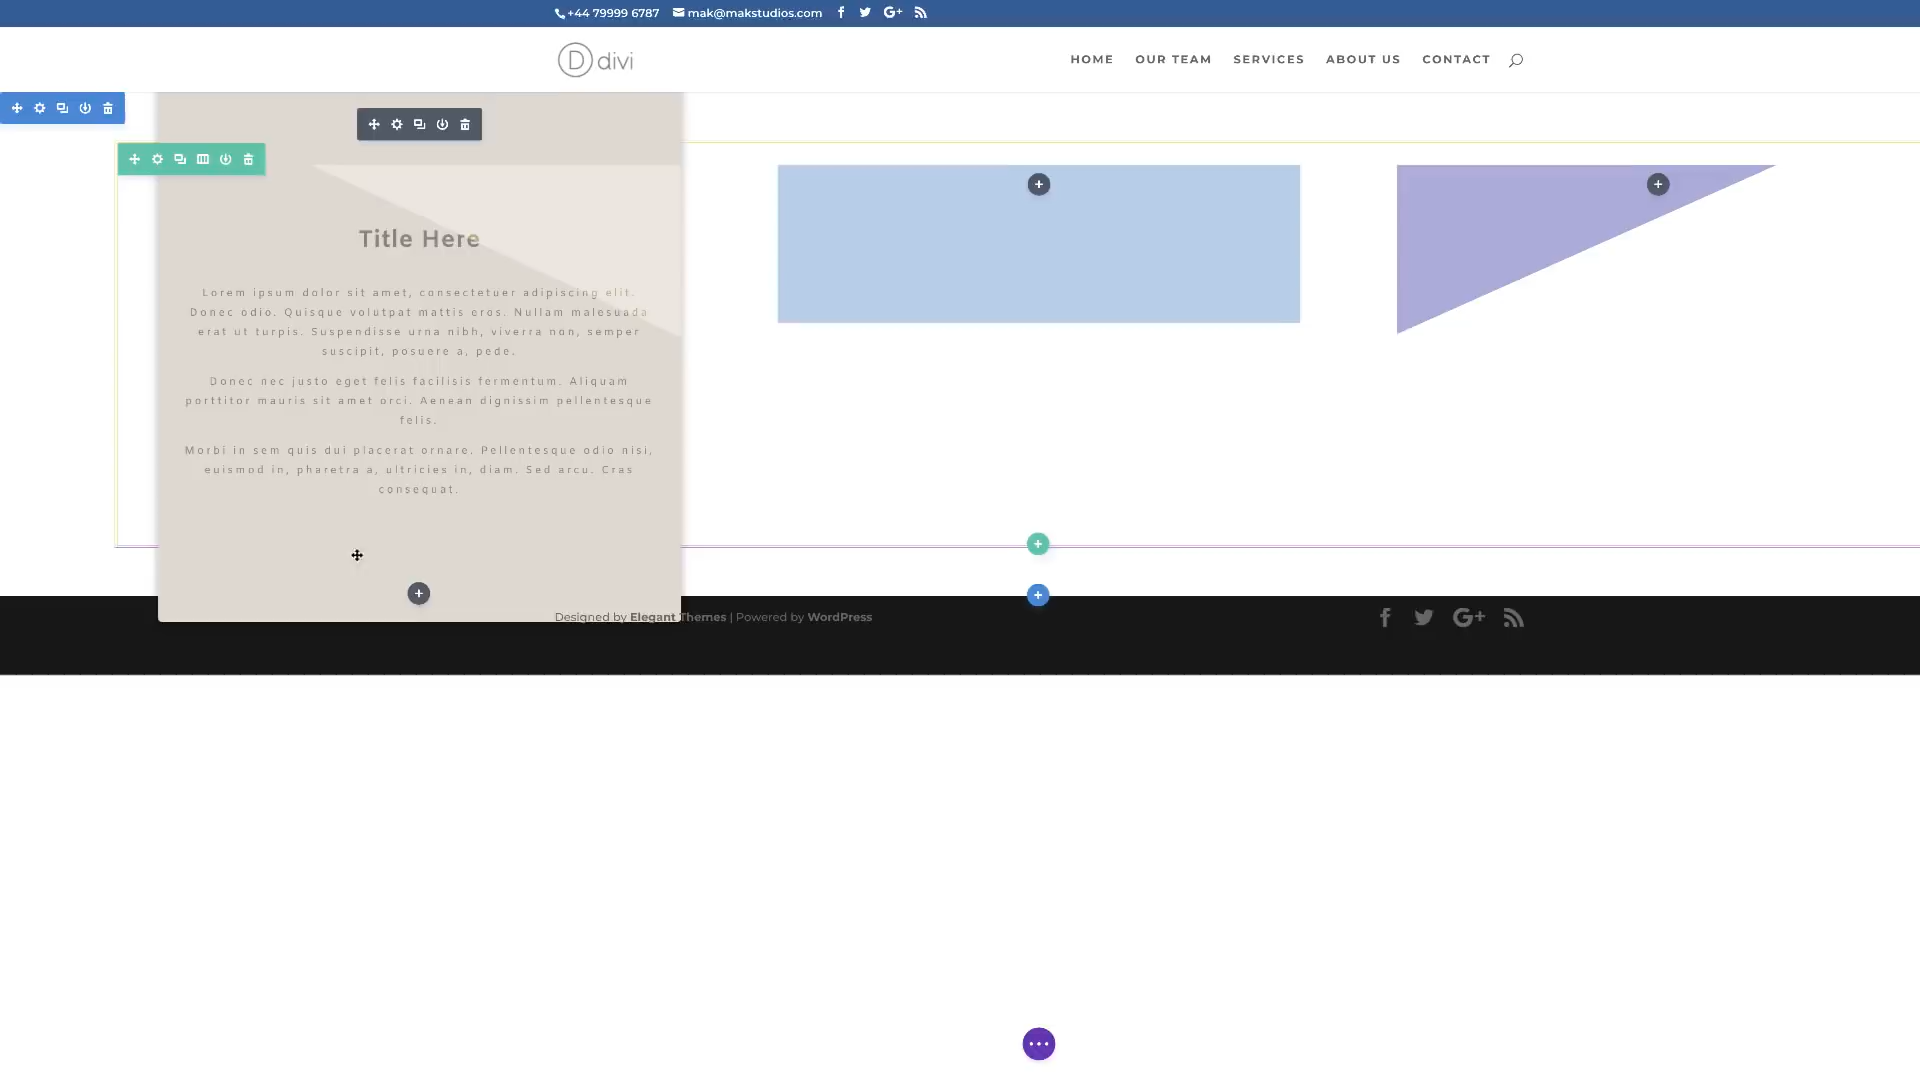 +44 79999 6787 mak@makstudios.com
D divi
HOME OUR TEAM SERVICES ABOUT US CONTACT
Title Here
Lorem ipsum dolor sit amet, consectetuer adipiscing elit.
Donec odio. Quisque volutpat mattis eros. Nullam malesuada
erat ut turpis. Suspendisse urna nibh, viverra non, semper
suscipit, posuere a, pede.
Donec nec justo eget felis facilisis fermentum. Aliquam
porttitor mauris sit amet orci. Aenean dignissim pellentesque
felis.
Morbi in sem quis dui placerat ornare. Pellentesque odio nisi,
euismod in, pharetra a, ultricies in, diam. Sed arcu. Cras
consequat.
Designed by Elegant Themes | Powered by WordPress